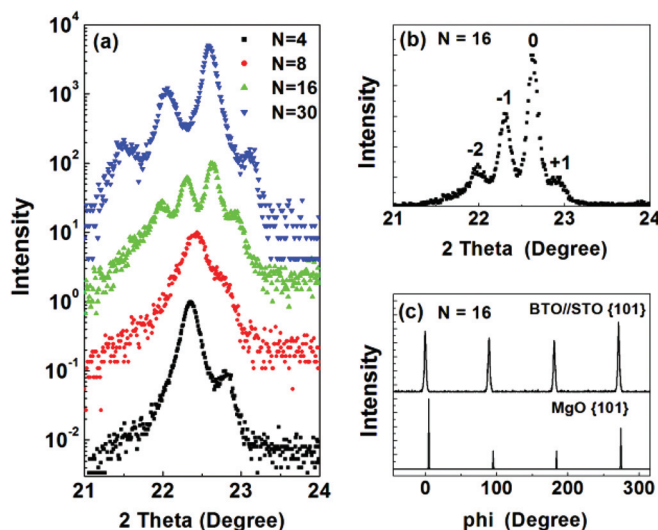 (a)
N=4
N=8
N=16
N=30
10^4
10^3
10^2
10^1
10^0
10^-1
10^-2
Intensity
21 22 23 24
2 Theta (Degree)
(b) N = 16
0
-1
-2
+1
Intensity
21 22 23 24
2 Theta (Degree)
(c) N = 16
BTO//STO {101}
MgO {101}
Intensity
0 100 200 300
phi (Degree)